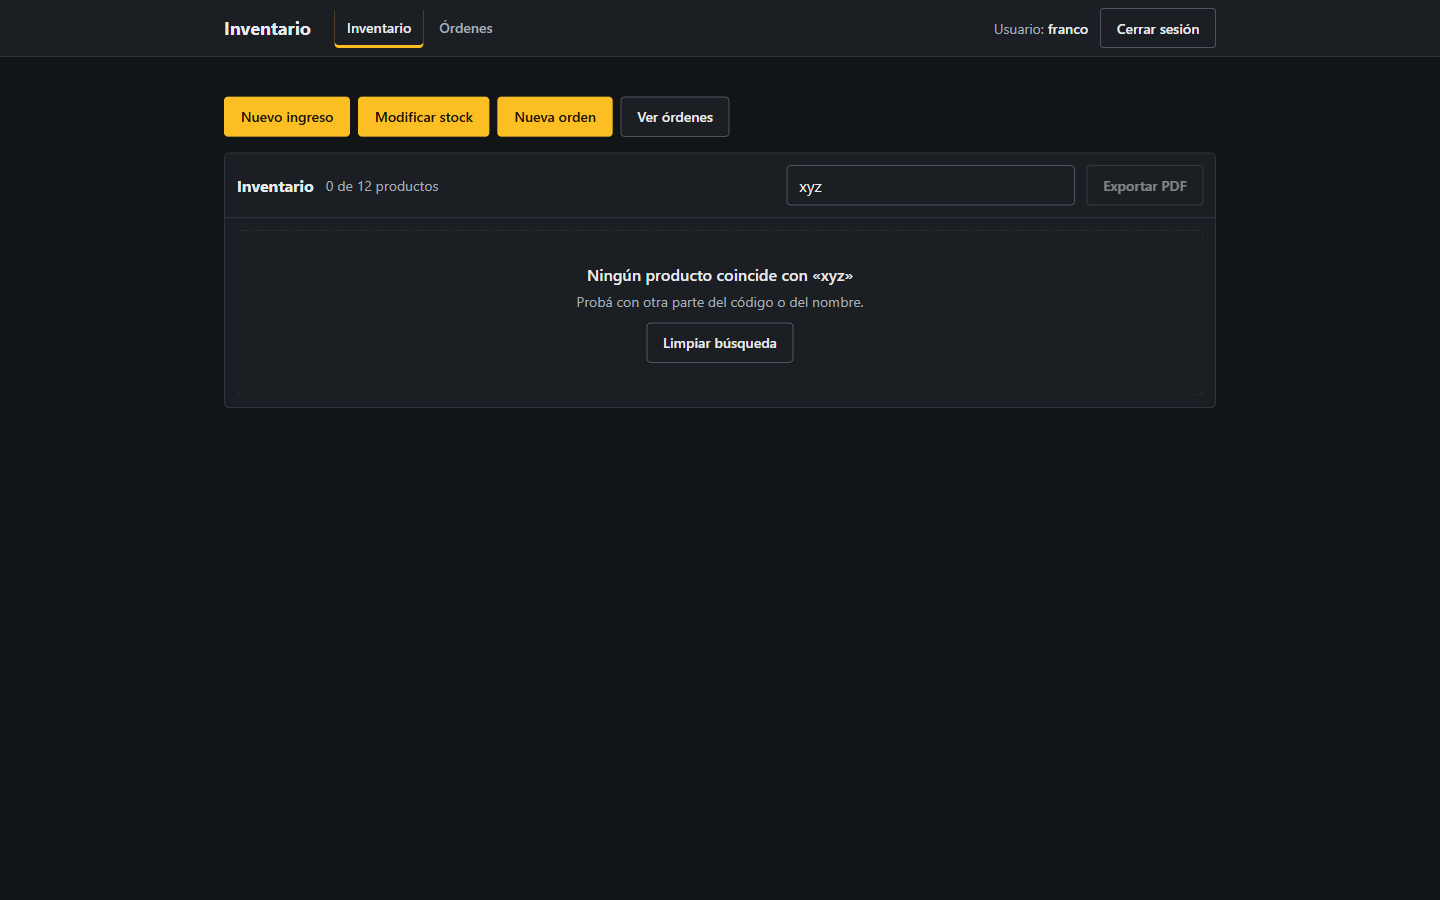 Inventario Inventario Órdenes Usuario: franco Cerrar sesión
Nuevo ingreso Modificar stock Nueva orden Ver órdenes
Inventario 0 de 12 productos xyz Exportar PDF
Ningún producto coincide con «xyz»
Probá con otra parte del código o del nombre.
Limpiar búsqueda